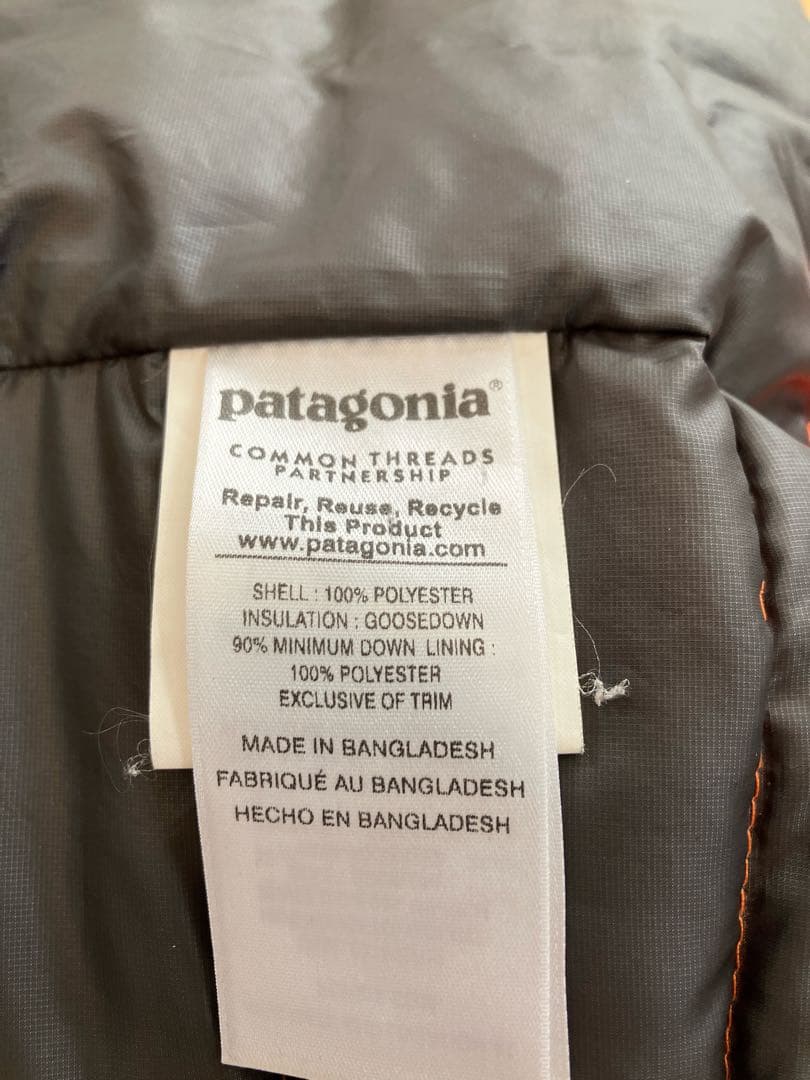 patagonia®
COMMON THREADS
PARTNERSHIP
Repair, Reuse, Recycle
This Product
www.patagonia.com
SHELL : 100% POLYESTER
INSULATION : GOOSEDOWN
90% MINIMUM DOWN LINING :
100% POLYESTER
EXCLUSIVE OF TRIM
MADE IN BANGLADESH
FABRIQUÉ AU BANGLADESH
HECHO EN BANGLADESH